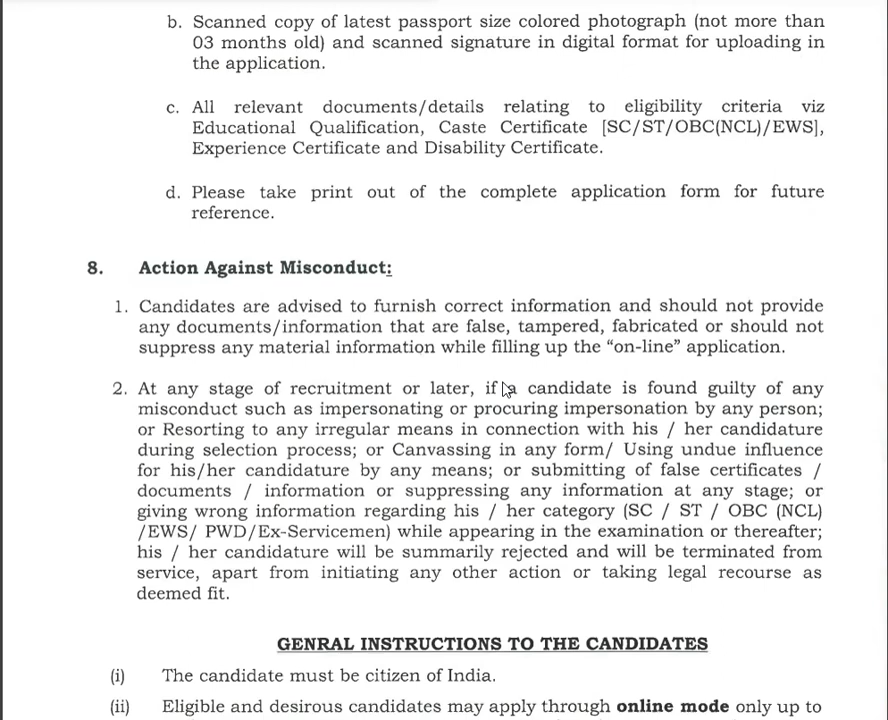 b. Scanned copy of latest passport size colored photograph (not more than
03 months old) and scanned signature in digital format for uploading in
the application.
c. All relevant documents/details relating to eligibility criteria viz
Educational Qualification, Caste Certificate [SC/ST/OBC(NCL)/EWS],
Experience Certificate and Disability Certificate.
d. Please take print out of the complete application form for future
reference.
8. Action Against Misconduct:
1. Candidates are advised to furnish correct information and should not provide
any documents/information that are false, tampered, fabricated or should not
suppress any material information while filling up the “on-line” application.
2. At any stage of recruitment or later, if a candidate is found guilty of any
misconduct such as impersonating or procuring impersonation by any person;
or Resorting to any irregular means in connection with his / her candidature
during selection process; or Canvassing in any form/ Using undue influence
for his/her candidature by any means; or submitting of false certificates /
documents / information or suppressing any information at any stage; or
giving wrong information regarding his / her category (SC / ST / OBC (NCL)
/EWS/ PWD/Ex-Servicemen) while appearing in the examination or thereafter;
his / her candidature will be summarily rejected and will be terminated from
service, apart from initiating any other action or taking legal recourse as
deemed fit.
GENRAL INSTRUCTIONS TO THE CANDIDATES
(i) The candidate must be citizen of India.
(ii) Eligible and desirous candidates may apply through online mode only up to